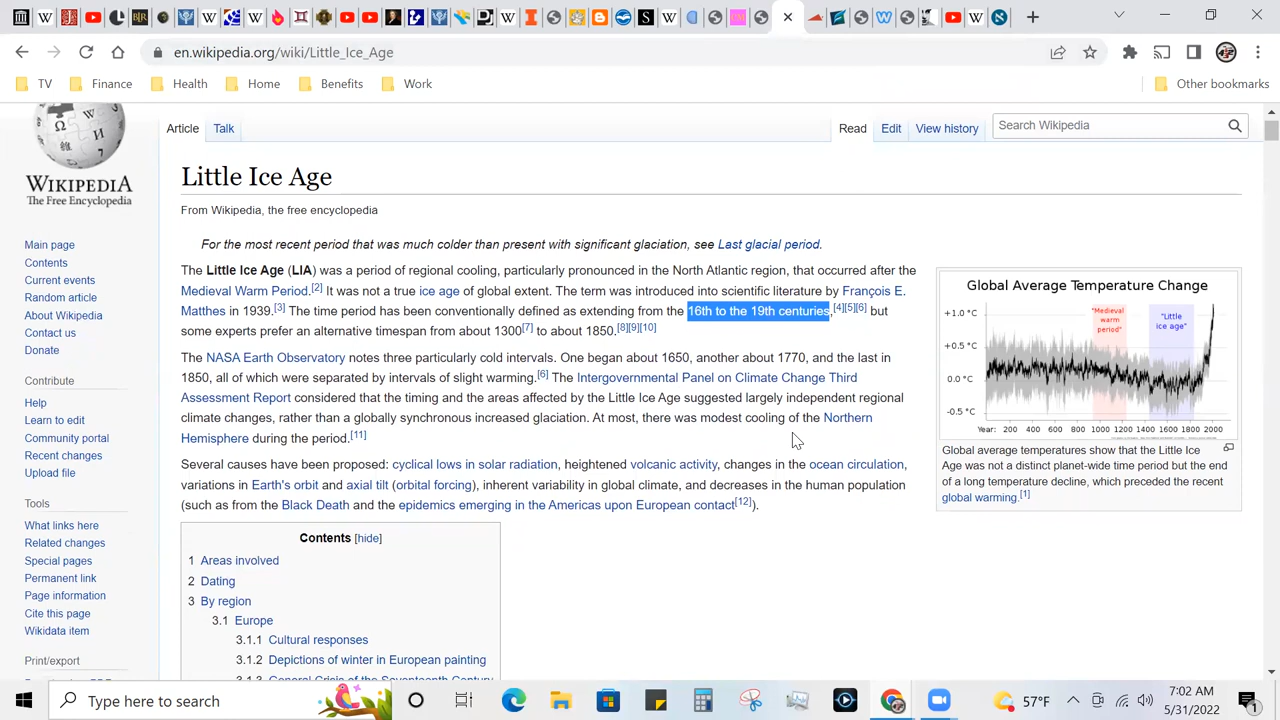 en.wikipedia.org/wiki/Little_Ice_Age
TV
Finance
Health
Home
Benefits
Work
Other bookmarks
Article
Talk
Read
Edit
View history
Search Wikipedia
WIKIPEDIA
The Free Encyclopedia
Little Ice Age
From Wikipedia, the free encyclopedia
For the most recent period that was much colder than present with significant glaciation, see Last glacial period.
The Little Ice Age (LIA) was a period of regional cooling, particularly pronounced in the North Atlantic region, that occurred after the
Medieval Warm Period.[2] It was not a true ice age of global extent. The term was introduced into scientific literature by François E.
Matthes in 1939.[3] The time period has been conventionally defined as extending from the 16th to the 19th centuries,[4][5][6] but
some experts prefer an alternative timespan from about 1300[7] to about 1850.[8][9][10]
The NASA Earth Observatory notes three particularly cold intervals. One began about 1650, another about 1770, and the last in
1850, all of which were separated by intervals of slight warming.[6] The Intergovernmental Panel on Climate Change Third
Assessment Report considered that the timing and the areas affected by the Little Ice Age suggested largely independent regional
climate changes, rather than a globally synchronous increased glaciation. At most, there was modest cooling of the Northern
Hemisphere during the period.[11]
Several causes have been proposed: cyclical lows in solar radiation, heightened volcanic activity, changes in the ocean circulation,
variations in Earth's orbit and axial tilt (orbital forcing), inherent variability in global climate, and decreases in the human population
(such as from the Black Death and the epidemics emerging in the Americas upon European contact[12]).
Contents [hide]
1 Areas involved
2 Dating
3 By region
3.1 Europe
3.1.1 Cultural responses
3.1.2 Depictions of winter in European painting
3.1.3 General Crisis of the Seventeenth Century
Global Average Temperature Change
+1.0 °C
+0.5 °C
0.0 °C
-0.5 °C
"Medieval
warm
period"
"Little
ice age"
Year: 200 400 600 800 1000 1200 1400 1600 1800 2000
Global average temperatures show that the Little Ice
Age was not a distinct planet-wide time period but the end
of a long temperature decline, which preceded the recent
global warming.[1]
Main page
Contents
Current events
Random article
About Wikipedia
Contact us
Donate
Contribute
Help
Learn to edit
Community portal
Recent changes
Upload file
Tools
What links here
Related changes
Special pages
Permanent link
Page information
Cite this page
Wikidata item
Print/export
Type here to search
57°F
7:02 AM
5/31/2022
1